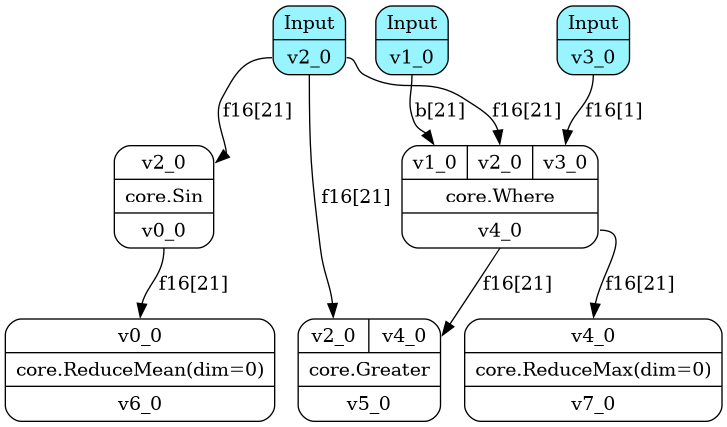 Input
v2_0
Input
v1_0
Input
v3_0
f16[21]
b[21]
f16[21]
f16[1]
v2_0
core.Sin
v0_0
f16[21]
v1_0 v2_0 v3_0
core.Where
v4_0
f16[21]
f16[21]
f16[21]
v0_0
core.ReduceMean(dim=0)
v6_0
v2_0 v4_0
core.Greater
v5_0
v4_0
core.ReduceMax(dim=0)
v7_0